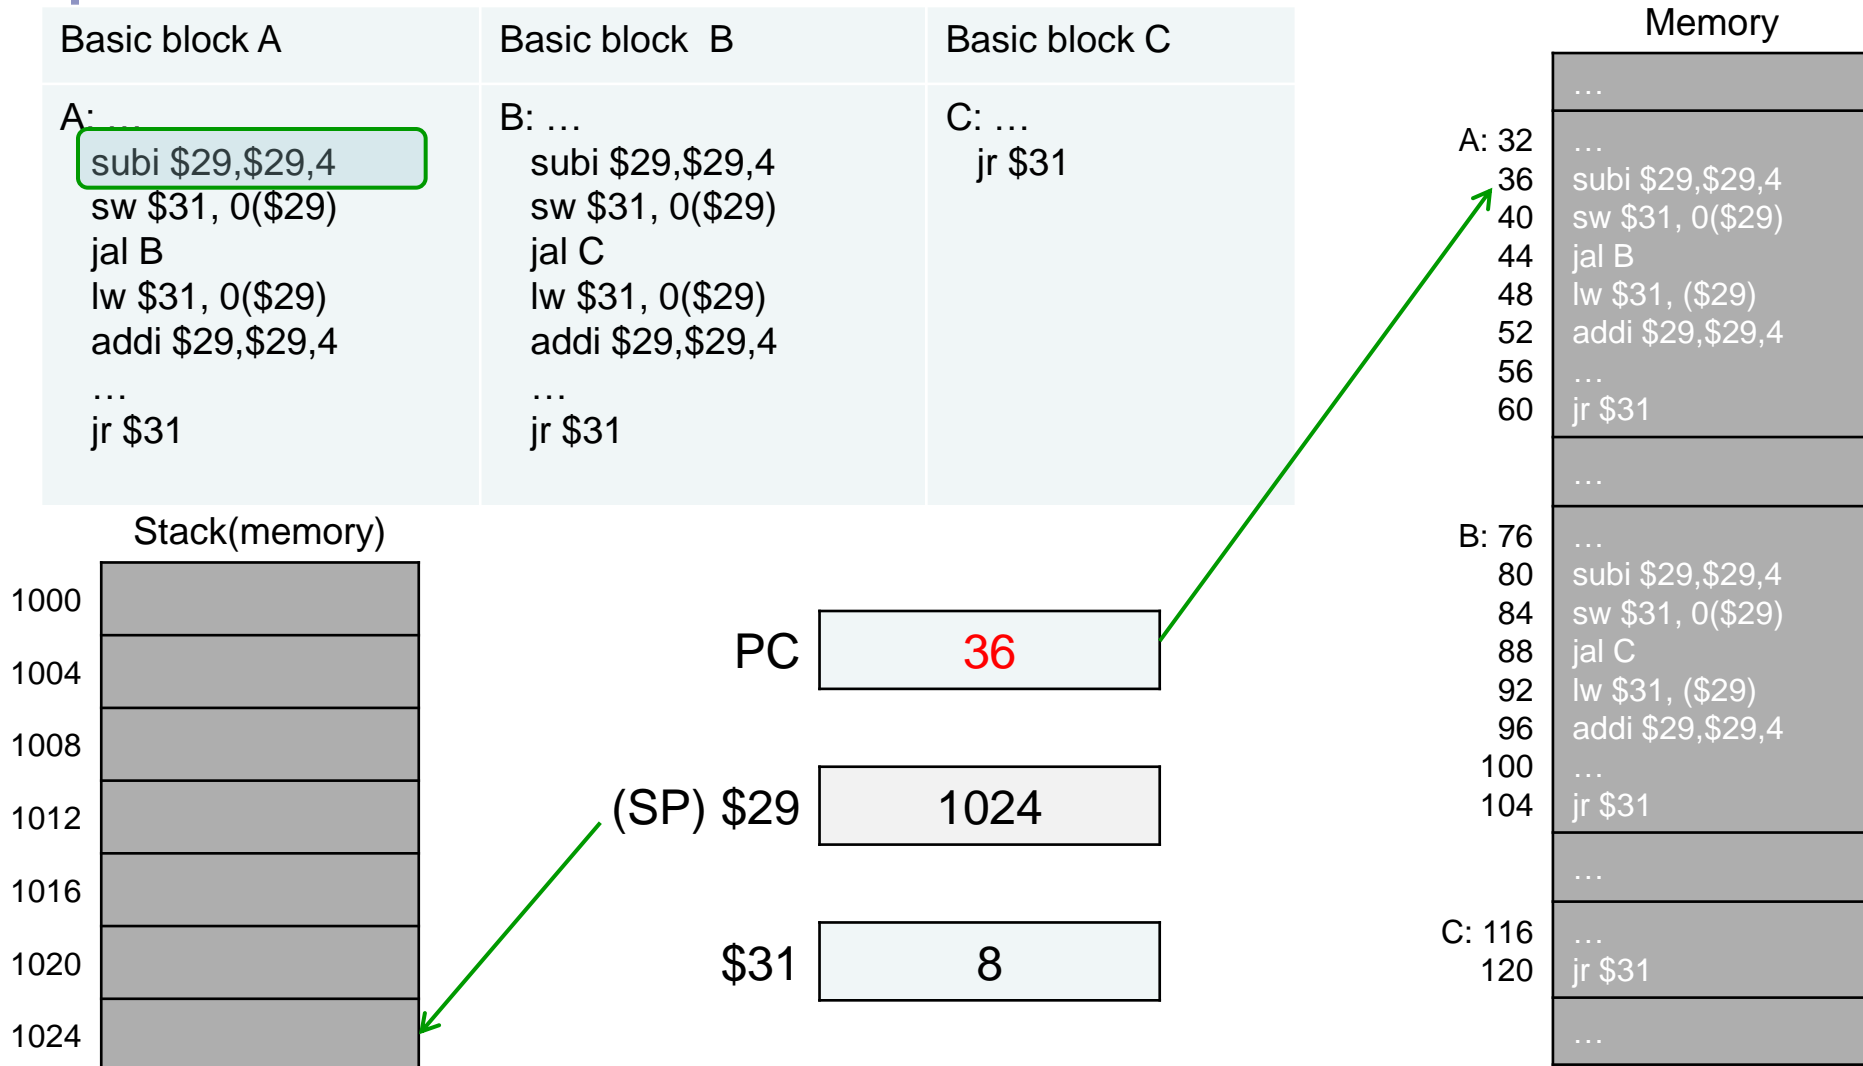 Basic block A
Basic block  B
Basic block C
A: …
subi $29,$29,4
sw $31, 0($29)
jal B
lw $31, 0($29)
addi $29,$29,4
…
jr $31
B: …
subi $29,$29,4
sw $31, 0($29)
jal C
lw $31, 0($29)
addi $29,$29,4
…
jr $31
C: …
jr $31
Stack(memory)
1000
1004
1008
1012
1016
1020
1024
PC 36
(SP) $29 1024
$31 8
Memory
…
A: 32 …
36 subi $29,$29,4
40 sw $31, 0($29)
44 jal B
48 lw $31, ($29)
52 addi $29,$29,4
56 …
60 jr $31
…
B: 76 …
80 subi $29,$29,4
84 sw $31, 0($29)
88 jal C
92 lw $31, ($29)
96 addi $29,$29,4
100 …
104 jr $31
…
C: 116 …
120 jr $31
…